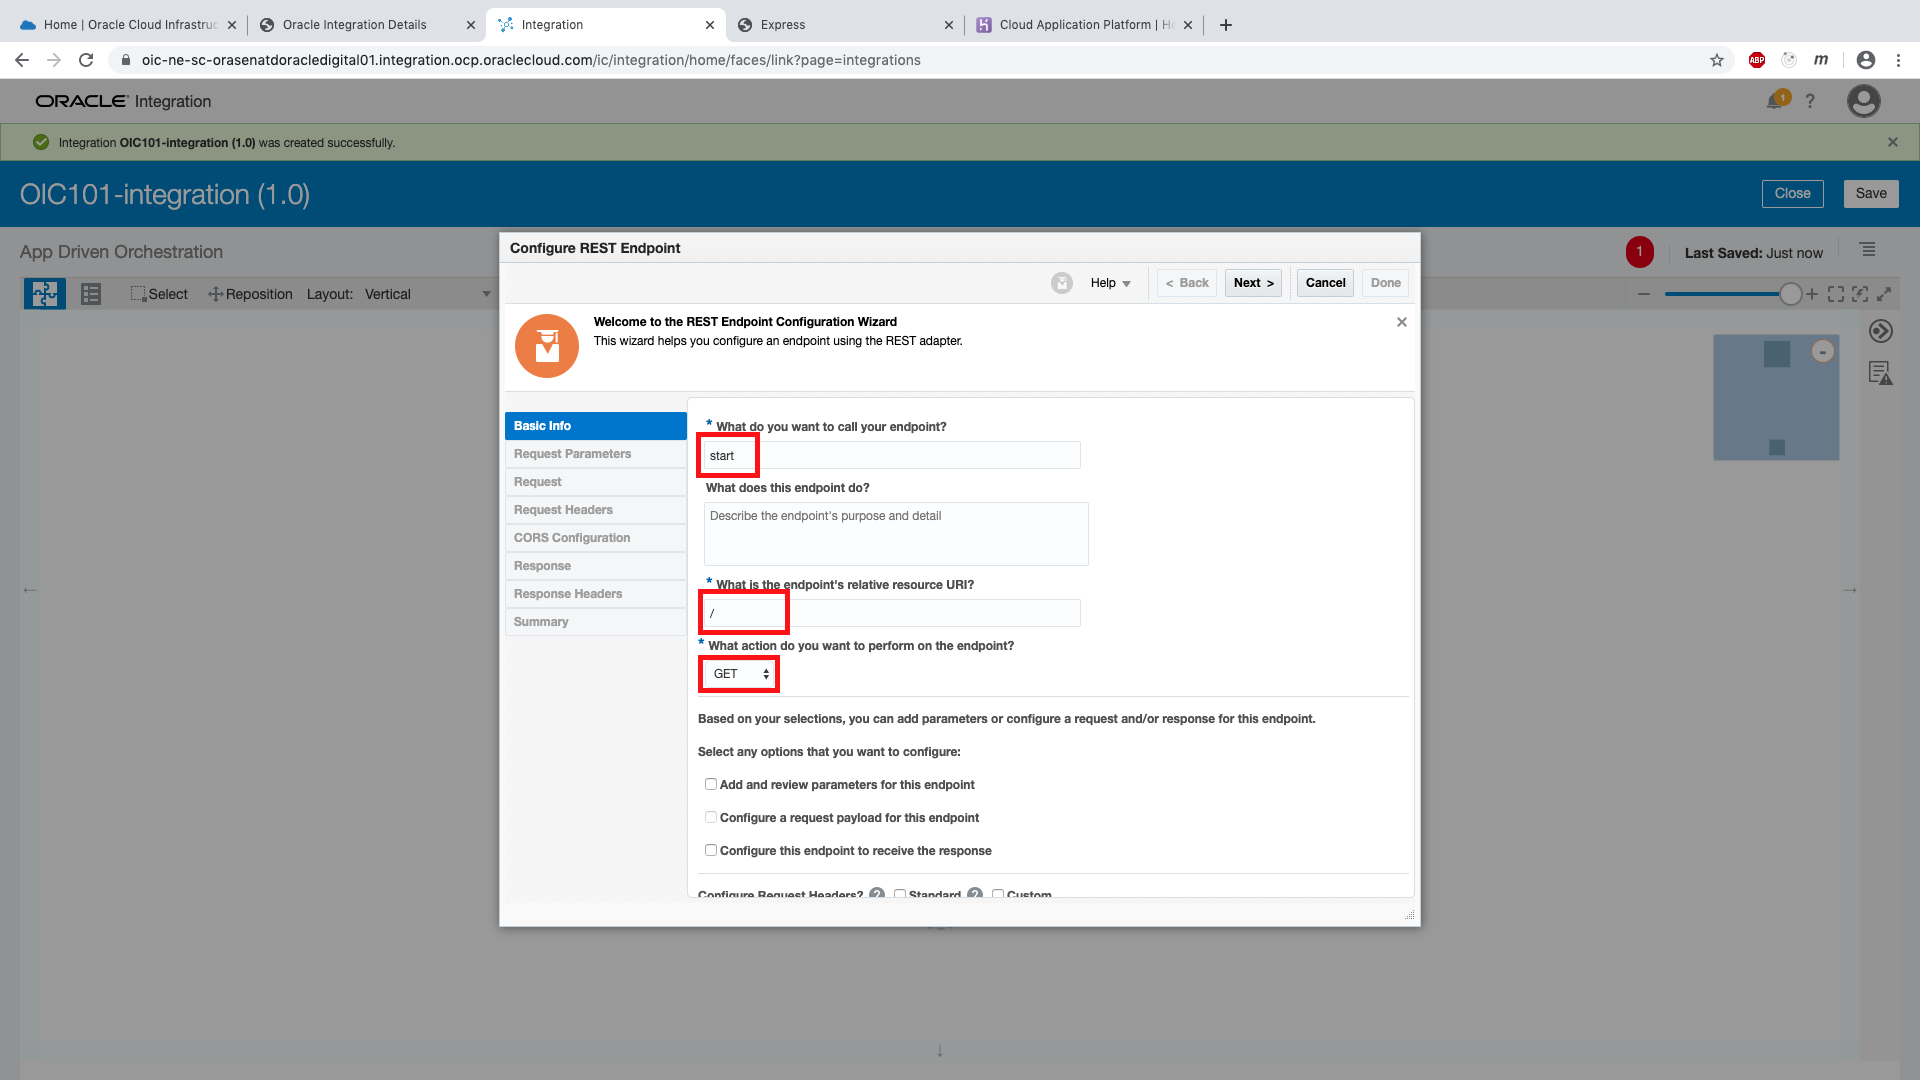 Home | Oracle Cloud Infrastruc
Oracle Integration Details
Integration
Express
Cloud Application Platform | He
oic-ne-sc-orasenatdoracledigital01.integration.ocp.oraclecloud.com/ic/integration/home/faces/link?page=integrations
ABP
m
ORACLE Integration
1
?
Integration OIC101-integration (1.0) was created successfully.
OIC101-integration (1.0)
Close
Save
App Driven Orchestration
1
Last Saved: Just now
Select
Reposition
Layout: Vertical
Configure REST Endpoint
Help
< Back
Next >
Cancel
Done
Welcome to the REST Endpoint Configuration Wizard
This wizard helps you configure an endpoint using the REST adapter.
Basic Info
Request Parameters
Request
Request Headers
CORS Configuration
Response
Response Headers
Summary
* What do you want to call your endpoint?
start
What does this endpoint do?
Describe the endpoint's purpose and detail
* What is the endpoint's relative resource URI?
/
* What action do you want to perform on the endpoint?
GET
Based on your selections, you can add parameters or configure a request and/or response for this endpoint.
Select any options that you want to configure:
Add and review parameters for this endpoint
Configure a request payload for this endpoint
Configure this endpoint to receive the response
Configure Request Headers? ? Standard ? Custom